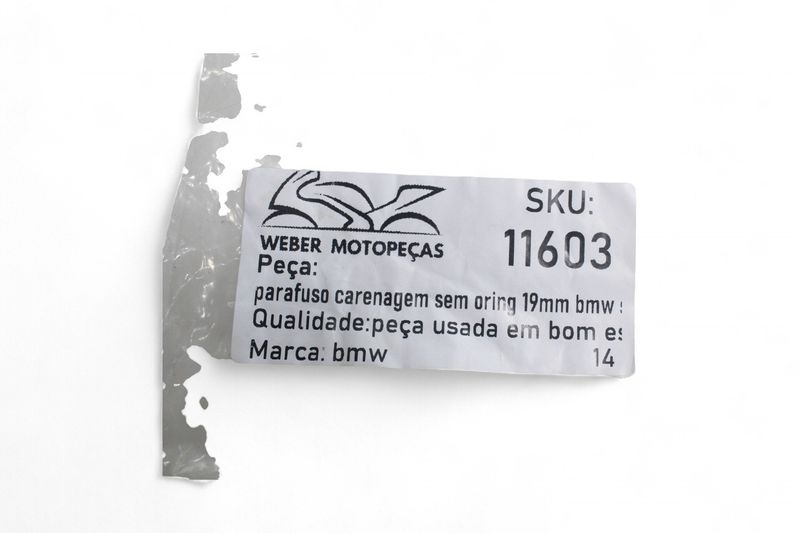 WEBER MOTOPEÇAS
SKU:
11603
Peça:
parafuso carenagem sem oring 19mm bmw
Qualidade:peça usada em bom es
Marca: bmw
14